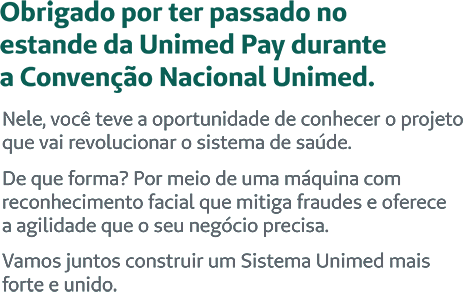 Obrigado por ter passado no
estande da Unimed Pay durante
a Convenção Nacional Unimed.
Nele, você teve a oportunidade de conhecer o projeto
que vai revolucionar o sistema de saúde.
De que forma? Por meio de uma máquina com
reconhecimento facial que mitiga fraudes e oferece
a agilidade que o seu negócio precisa.
Vamos juntos construir um Sistema Unimed mais
forte e unido.